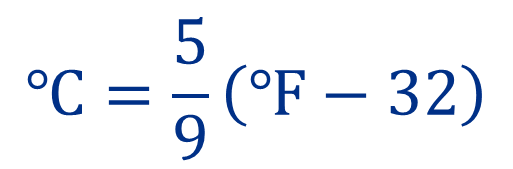 °C = 5/9 (°F − 32)